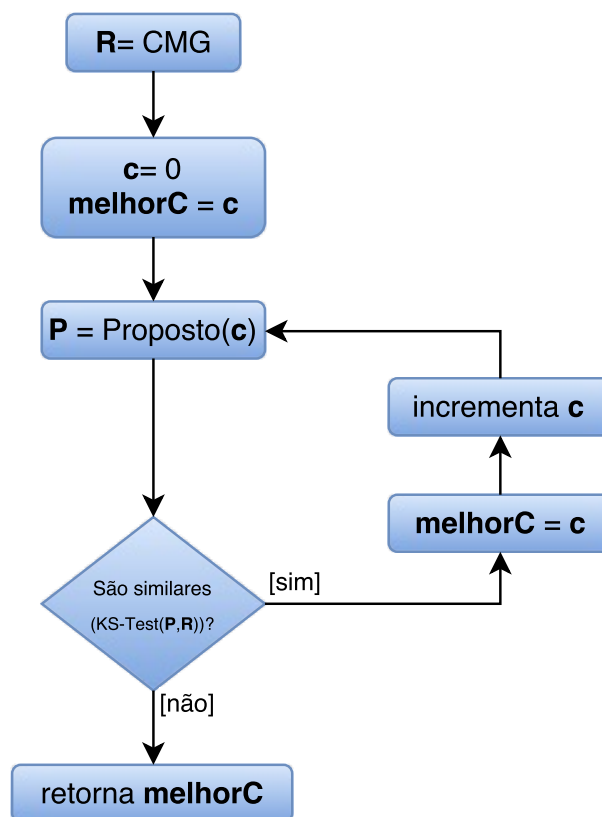 R= CMG
c= 0
melhorC = c
P = Proposto(c)
incrementa c
melhorC = c
São similares
(KS-Test(P,R))?
[sim]
[não]
retorna melhorC